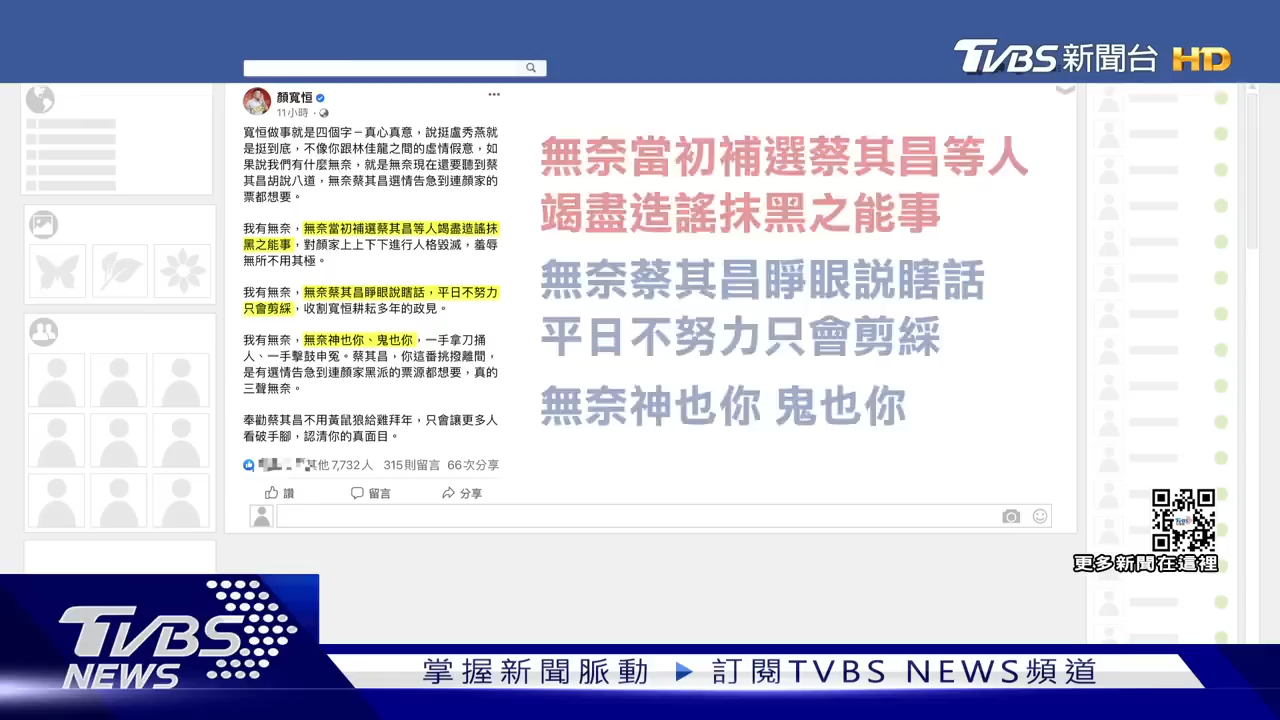 TVBS新聞台 HD
顏寬恒
11小時
寬恒做事就是四個字－真心真意，說挺盧秀燕就
是挺到底，不像你跟林佳龍之間的虛情假意，如
果說我們有什麼無奈，就是無奈現在還要聽到蔡
其昌胡說八道，無奈蔡其昌選情告急到連顏家的
票都想要。
我有無奈，無奈當初補選蔡其昌等人竭盡造謠抹
黑之能事，對顏家上上下下進行人格毀滅，羞辱
無所不用其極。
我有無奈，無奈蔡其昌睜眼說瞎話，平日不努力
只會剪綵，收割寬恒耕耘多年的政見。
我有無奈，無奈神也你、鬼也你，一手拿刀捅
人、一手擊鼓申冤。蔡其昌，你這番挑撥離間，
是有選情告急到連顏家黑派的票源都想要，真的
三聲無奈。
奉勸蔡其昌不用黃鼠狼給雞拜年，只會讓更多人
看破手腳，認清你的真面目。
其他 7,732人 315則留言 66次分享
讚 留言 分享
無奈當初補選蔡其昌等人
竭盡造謠抹黑之能事
無奈蔡其昌睜眼說瞎話
平日不努力只會剪綵
無奈神也你 鬼也你
TVBS
更多新聞在這裡
TVBS
NEWS
掌握新聞脈動 ▶ 訂閱TVBS NEWS頻道